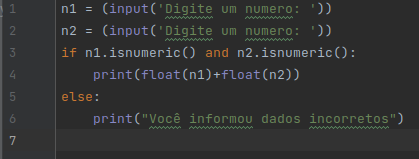 1 n1 = (input('Digite um numero: '))
2 n2 = (input('Digite um numero: '))
3 if n1.isnumeric() and n2.isnumeric():
4     print(float(n1)+float(n2))
5 else:
6     print("Você informou dados incorretos")
7